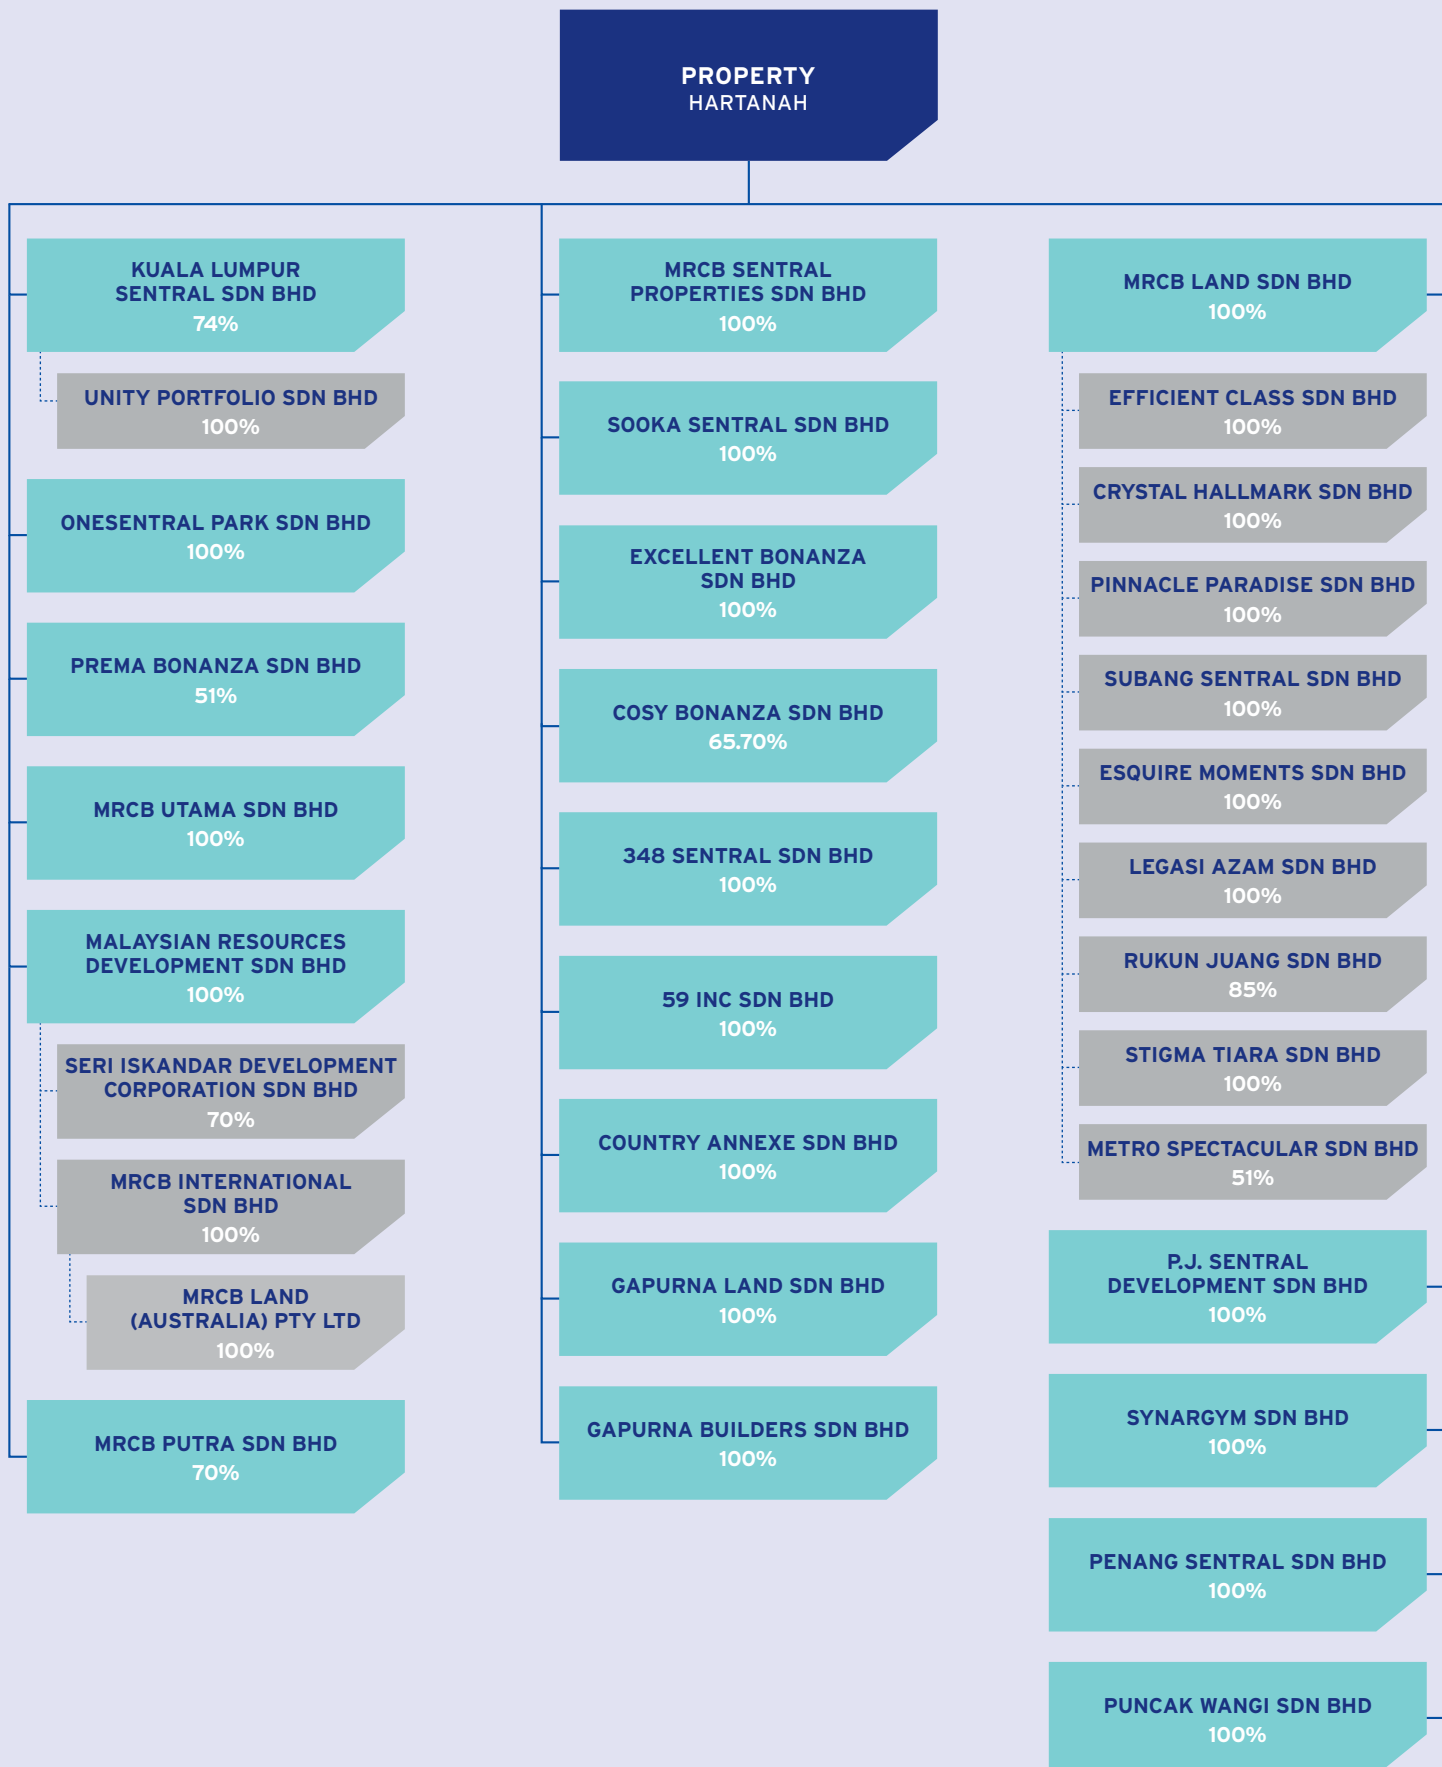 PROPERTY
HARTANAH
KUALA LUMPUR
SENTRAL SDN BHD
74%
UNITY PORTFOLIO SDN BHD
100%
ONESENTRAL PARK SDN BHD
100%
PREMA BONANZA SDN BHD
51%
MRCB UTAMA SDN BHD
100%
MALAYSIAN RESOURCES
DEVELOPMENT SDN BHD
100%
SERI ISKANDAR DEVELOPMENT
CORPORATION SDN BHD
70%
MRCB INTERNATIONAL
SDN BHD
100%
MRCB LAND
(AUSTRALIA) PTY LTD
100%
MRCB PUTRA SDN BHD
70%
MRCB SENTRAL
PROPERTIES SDN BHD
100%
SOOKA SENTRAL SDN BHD
100%
EXCELLENT BONANZA
SDN BHD
100%
COSY BONANZA SDN BHD
65.70%
348 SENTRAL SDN BHD
100%
59 INC SDN BHD
100%
COUNTRY ANNEXE SDN BHD
100%
GAPURNA LAND SDN BHD
100%
GAPURNA BUILDERS SDN BHD
100%
MRCB LAND SDN BHD
100%
EFFICIENT CLASS SDN BHD
100%
CRYSTAL HALLMARK SDN BHD
100%
PINNACLE PARADISE SDN BHD
100%
SUBANG SENTRAL SDN BHD
100%
ESQUIRE MOMENTS SDN BHD
100%
LEGASI AZAM SDN BHD
100%
RUKUN JUANG SDN BHD
85%
STIGMA TIARA SDN BHD
100%
METRO SPECTACULAR SDN BHD
51%
P.J. SENTRAL
DEVELOPMENT SDN BHD
100%
SYNARGYM SDN BHD
100%
PENANG SENTRAL SDN BHD
100%
PUNCAK WANGI SDN BHD
100%